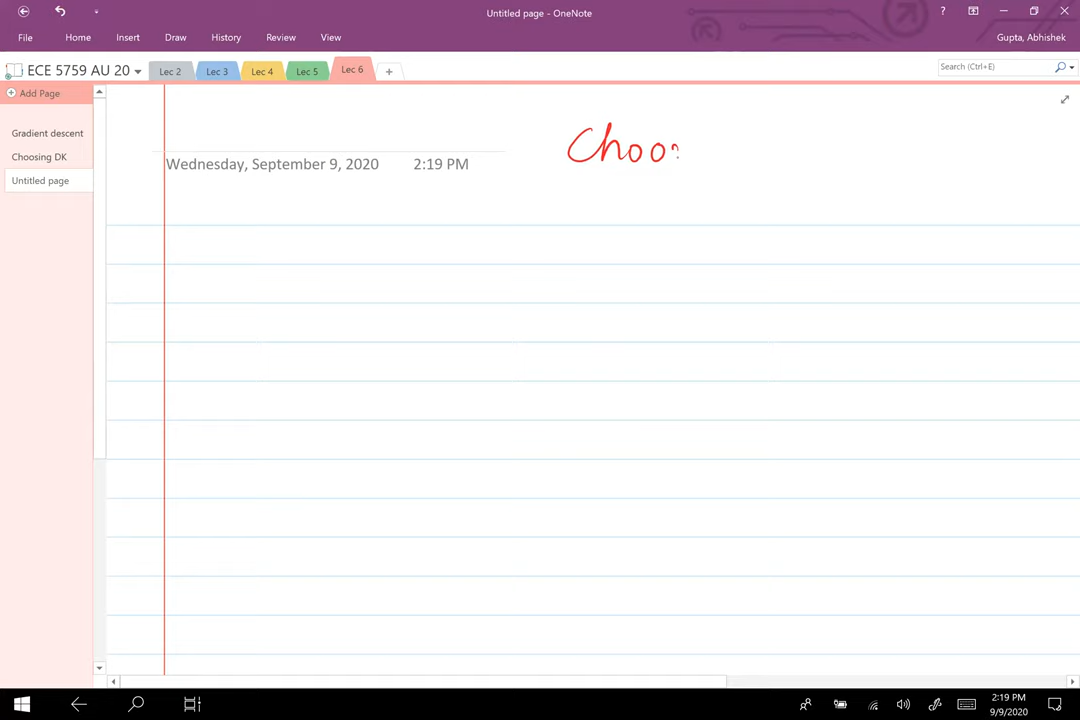 Untitled page - OneNote
?
File
Home
Insert
Draw
History
Review
View
Gupta, Abhishek
ECE 5759 AU 20
Lec 2
Lec 3
Lec 4
Lec 5
Lec 6
Search (Ctrl+E)
Add Page
Gradient descent
Choosing DK
Untitled page
Choo
Wednesday, September 9, 2020
2:19 PM
2:19 PM
9/9/2020